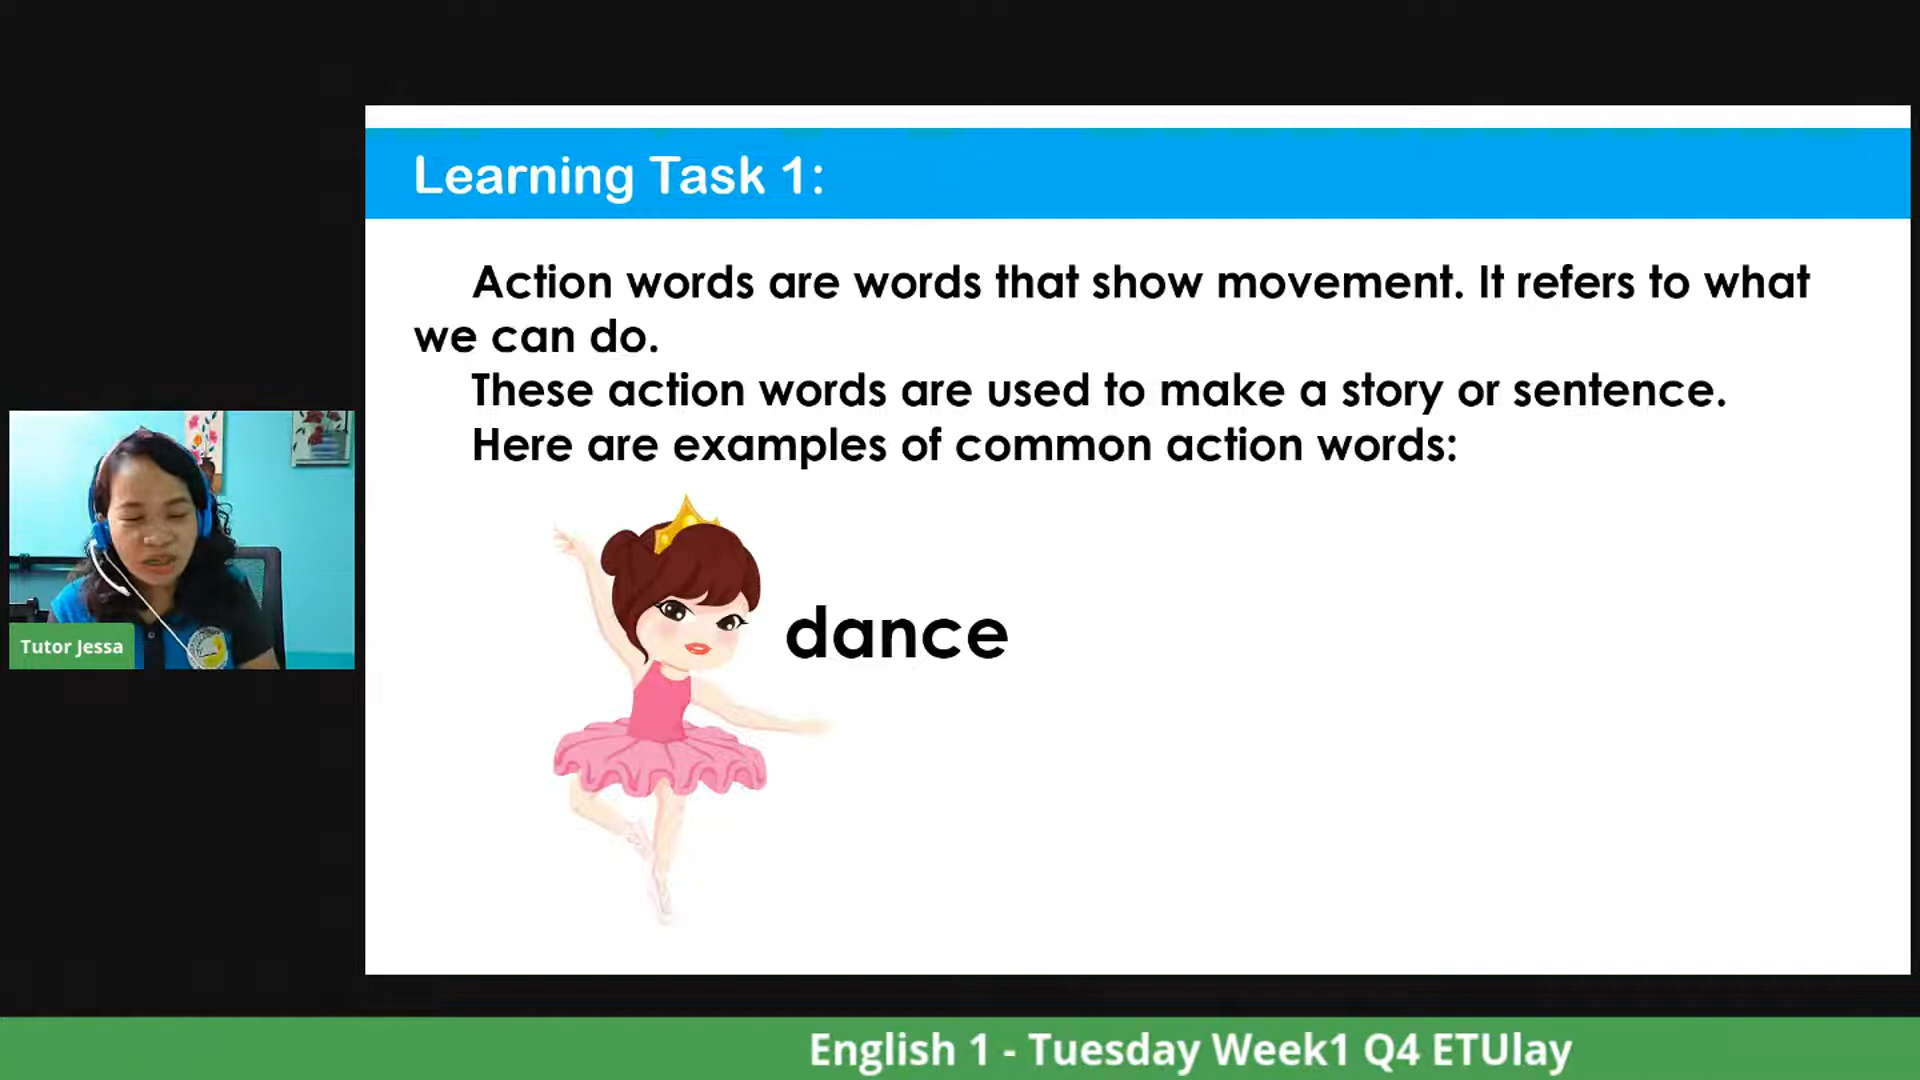 Learning Task 1:
Action words are words that show movement. It refers to what
we can do.
These action words are used to make a story or sentence.
Here are examples of common action words:
dance
Tutor Jessa
English 1 - Tuesday Week1 Q4 ETUlay